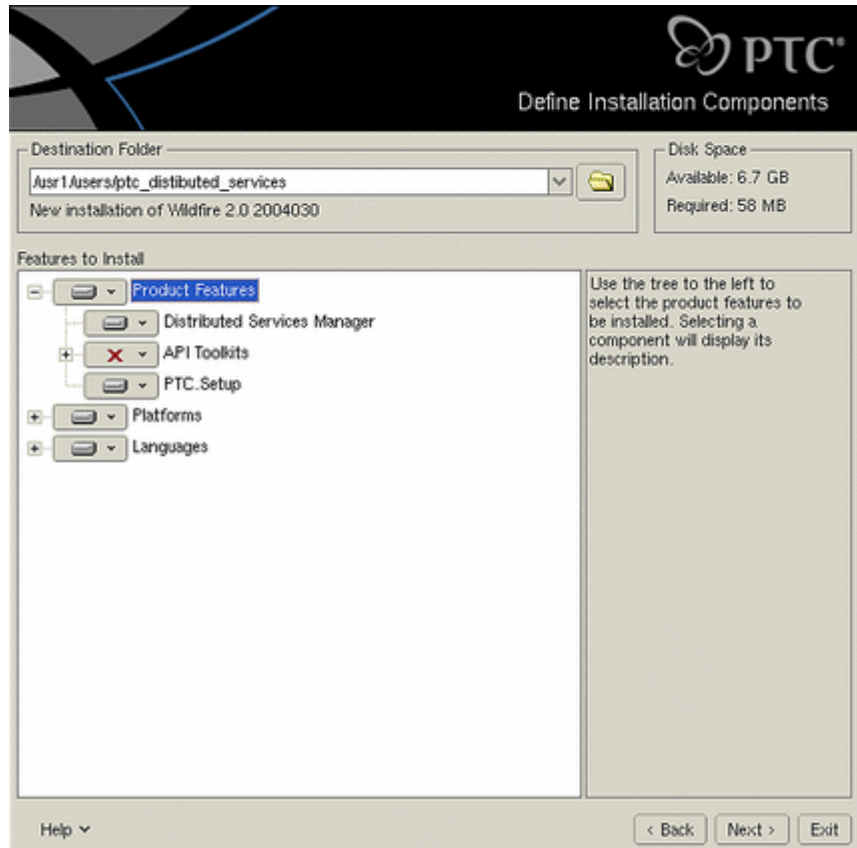 PTC®
Define Installation Components
Destination Folder
/usr1/users/ptc_distibuted_services
New installation of Wildfire 2.0 2004030
Disk Space
Available: 6.7 GB
Required: 58 MB
Features to Install
Product Features
Distributed Services Manager
API Toolkits
PTC.Setup
Platforms
Languages
Use the tree to the left to
select the product features to
be installed. Selecting a
component will display its
description.
Help
< Back
Next >
Exit